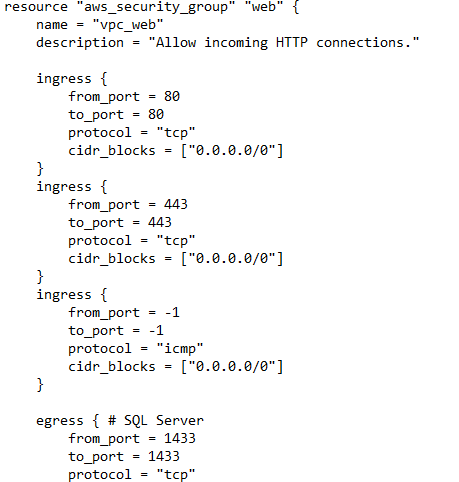 resource "aws_security_group" "web" {
    name = "vpc_web"
    description = "Allow incoming HTTP connections."

    ingress {
        from_port = 80
        to_port = 80
        protocol = "tcp"
        cidr_blocks = ["0.0.0.0/0"]
    }
    ingress {
        from_port = 443
        to_port = 443
        protocol = "tcp"
        cidr_blocks = ["0.0.0.0/0"]
    }
    ingress {
        from_port = -1
        to_port = -1
        protocol = "icmp"
        cidr_blocks = ["0.0.0.0/0"]
    }

    egress { # SQL Server
        from_port = 1433
        to_port = 1433
        protocol = "tcp"